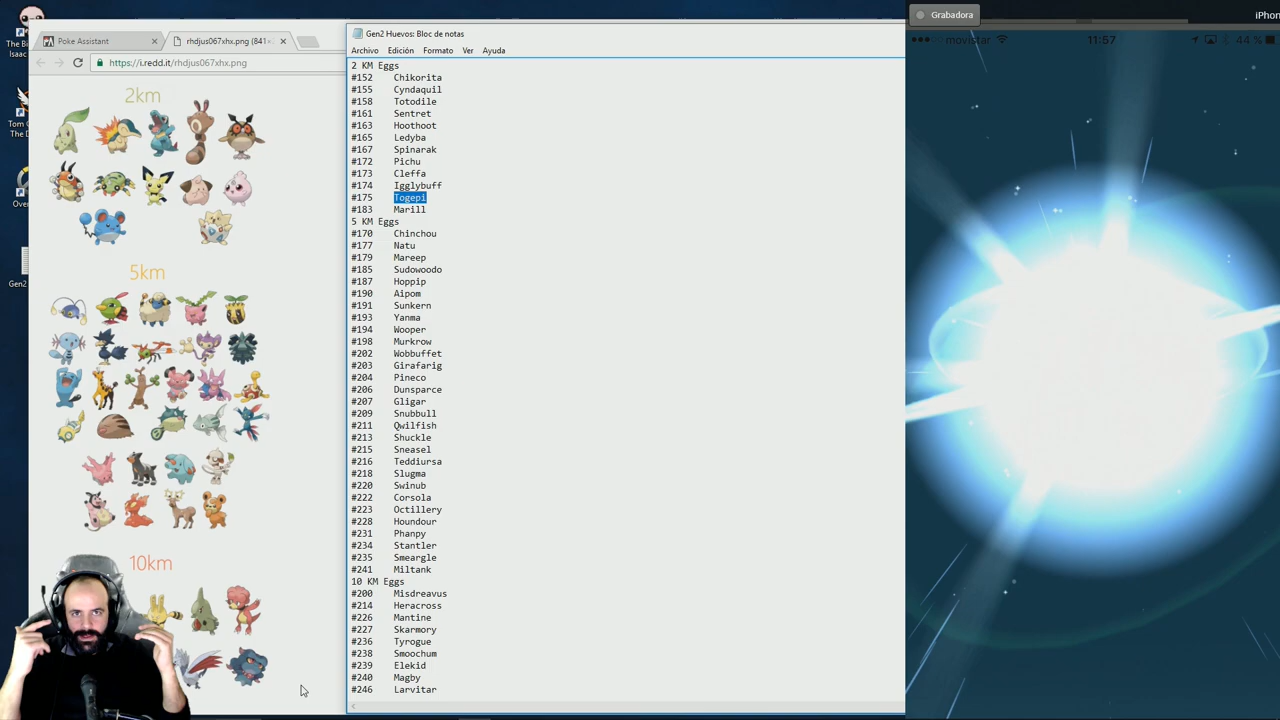 The Bi
Isaac
Tom C
The D
Over
Gen2
Poke Assistant
rhdjus067xhx.png (841×
https://i.redd.it/rhdjus067xhx.png
2km
5km
10km
Gen2 Huevos: Bloc de notas
Archivo Edición Formato Ver Ayuda
2 KM Eggs
#152 Chikorita
#155 Cyndaquil
#158 Totodile
#161 Sentret
#163 Hoothoot
#165 Ledyba
#167 Spinarak
#172 Pichu
#173 Cleffa
#174 Igglybuff
#175 Togepi
#183 Marill
5 KM Eggs
#170 Chinchou
#177 Natu
#179 Mareep
#185 Sudowoodo
#187 Hoppip
#190 Aipom
#191 Sunkern
#193 Yanma
#194 Wooper
#198 Murkrow
#202 Wobbuffet
#203 Girafarig
#204 Pineco
#206 Dunsparce
#207 Gligar
#209 Snubbull
#211 Qwilfish
#213 Shuckle
#215 Sneasel
#216 Teddiursa
#218 Slugma
#220 Swinub
#222 Corsola
#223 Octillery
#228 Houndour
#231 Phanpy
#234 Stantler
#235 Smeargle
#241 Miltank
10 KM Eggs
#200 Misdreavus
#214 Heracross
#226 Mantine
#227 Skarmory
#236 Tyrogue
#238 Smoochum
#239 Elekid
#240 Magby
#246 Larvitar
Grabadora
iPhon
movistar 11:57 44 %